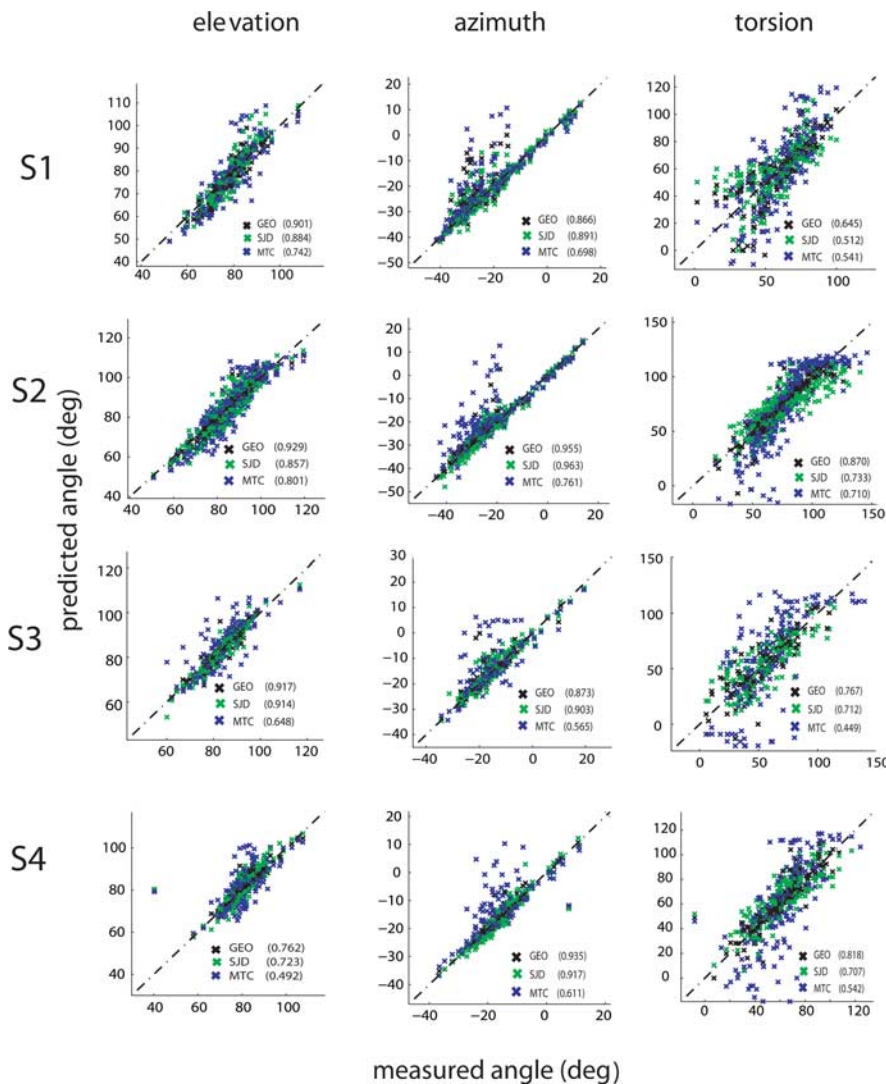 elevation azimuth torsion
S1
110
100
90
80
70
60
50
40
40 60 80 100
GEO (0.901)
SJD (0.884)
MTC (0.742)
20
10
0
−10
−20
−30
−40
−50
−40 −20 0 20
GEO (0.866)
SJD (0.891)
MTC (0.698)
120
100
80
60
40
20
0
0 50 100
GEO (0.645)
SJD (0.512)
MTC (0.541)
S2
120
100
80
60
40
40 60 80 100 120
GEO (0.929)
SJD (0.857)
MTC (0.801)
20
10
0
−10
−20
−30
−40
−50
−40 −20 0 20
GEO (0.955)
SJD (0.963)
MTC (0.761)
150
100
50
0
0 50 100 150
GEO (0.870)
SJD (0.733)
MTC (0.710)
predicted angle (deg)
S3
120
100
80
60
60 80 100 120
GEO (0.917)
SJD (0.914)
MTC (0.648)
30
20
10
0
−10
−20
−30
−40
−40 −20 0 20
GEO (0.873)
SJD (0.903)
MTC (0.565)
150
100
50
0
0 50 100 150
GEO (0.767)
SJD (0.712)
MTC (0.449)
S4
100
80
60
40
40 60 80 100
GEO (0.762)
SJD (0.723)
MTC (0.492)
20
10
0
−10
−20
−30
−40
−40 −20 0 20
GEO (0.935)
SJD (0.917)
MTC (0.611)
120
100
80
60
40
20
0
0 40 80 120
GEO (0.818)
SJD (0.707)
MTC (0.542)
measured angle (deg)